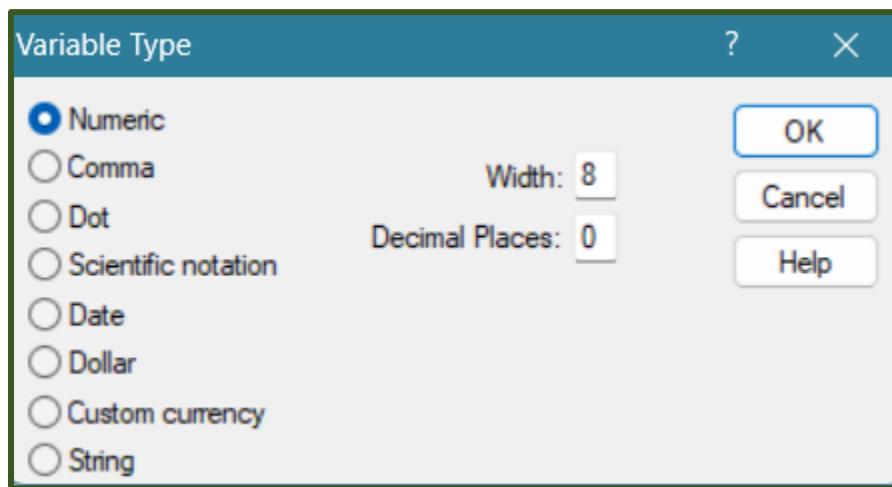 Variable Type ?
Numeric
OK
Comma
Width: 8
Cancel
Dot
Decimal Places: 0
Scientific notation
Help
Date
Dollar
Custom currency
String